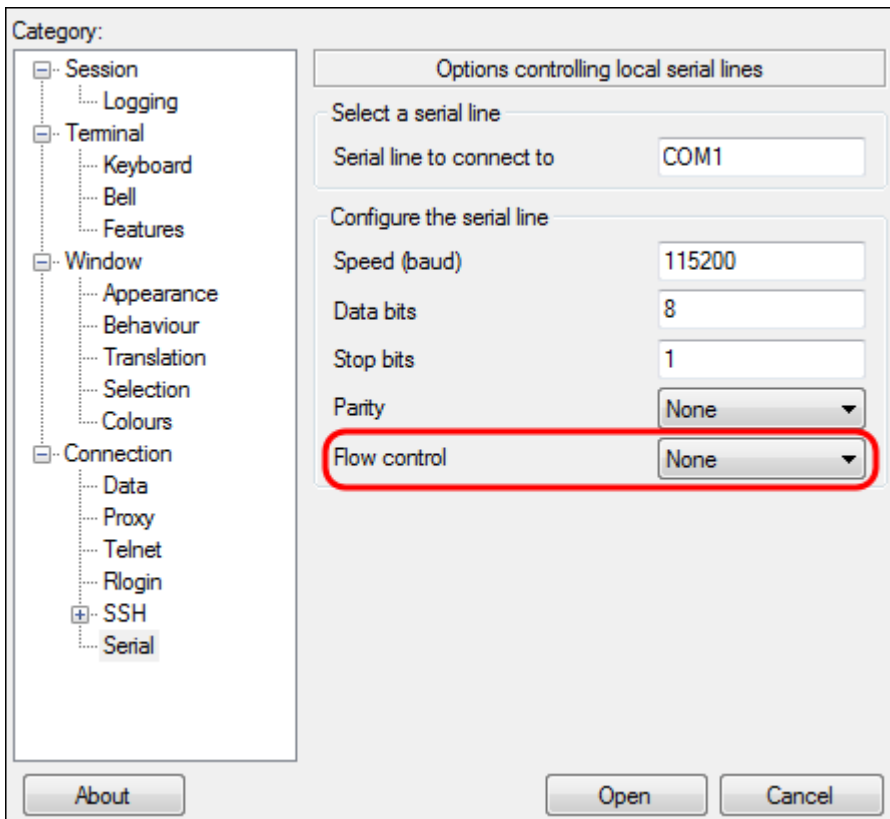 Category:
Session
Logging
Terminal
Keyboard
Bell
Features
Window
Appearance
Behaviour
Translation
Selection
Colours
Connection
Data
Proxy
Telnet
Rlogin
SSH
Serial
Options controlling local serial lines
Select a serial line
Serial line to connect to COM1
Configure the serial line
Speed (baud) 115200
Data bits 8
Stop bits 1
Parity None
Flow control None
About Open Cancel